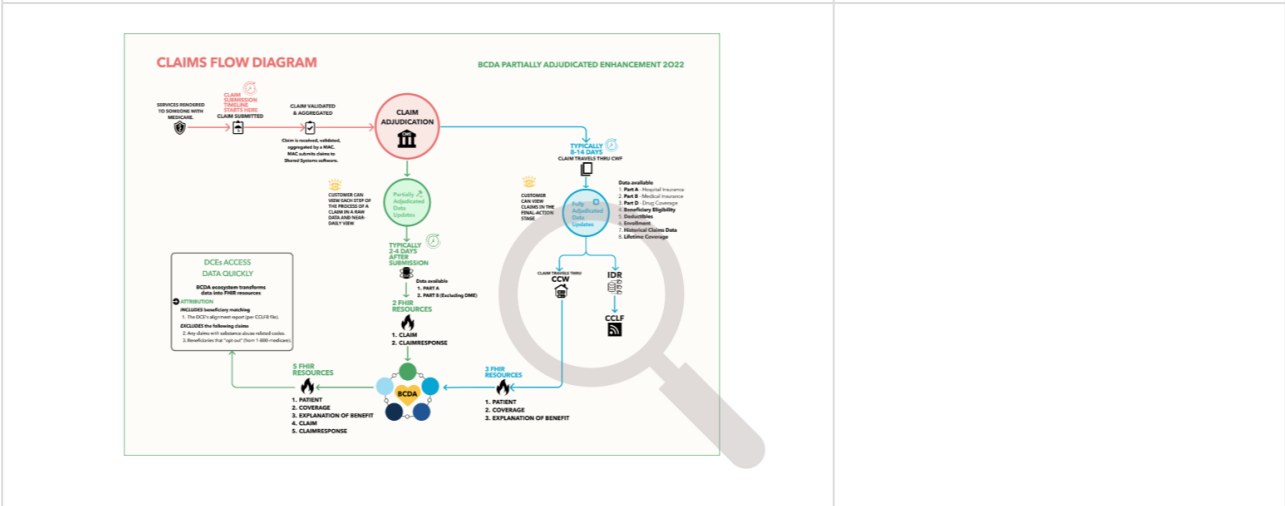 CLAIMS FLOW DIAGRAM
BCDA PARTIALLY ADJUDICATED ENHANCEMENT 2022
SERVICES RENDERED
TO SOMEONE WITH
MEDICARE.
CLAIM
SUBMISSION
TIMELINE
STARTS HERE
CLAIM SUBMITTED
CLAIM VALIDATED
& AGGREGATED
Claim is received, validated,
aggregated by a MAC.
MAC submits claims to
Shared Systems software.
CLAIM
ADJUDICATION
TYPICALLY
8-14 DAYS
CLAIM TRAVELS THRU CWF
CUSTOMER CAN
VIEW EACH STEP OF
THE PROCESS OF A
CLAIM IN A RAW
DATA AND NEAR-
DAILY VIEW
Partially
Adjudicated
Data
Updates
CUSTOMER
CAN VIEW
CLAIMS IN THE
FINAL-ACTION
STAGE
Fully
Adjudicated
Data
Updates
Data available
1. Part A - Hospital Insurance
2. Part B - Medical Insurance
3. Part D - Drug Coverage
4. Beneficiary Eligibility
5. Deductibles
6. Enrollment
7. Historical Claims Data
8. Lifetime Coverage
TYPICALLY
2-4 DAYS
AFTER
SUBMISSION
Data available
1. PART A
2. PART B (Excluding DME)
2 FHIR
RESOURCES
1. CLAIM
2. CLAIMRESPONSE
CLAIM TRAVELS THRU
CCW
IDR
CCLF
DCEs ACCESS
DATA QUICKLY
BCDA ecosystem transforms
data into FHIR resources
ATTRIBUTION
INCLUDES beneficiary matching
1. The DCE's alignment report (per CCLF8 file).
EXCLUDES the following claims
2. Any claims with substance abuse related codes.
3. Beneficiaries that "opt out" (from 1-800-medicare).
5 FHIR
RESOURCES
1. PATIENT
2. COVERAGE
3. EXPLANATION OF BENEFIT
4. CLAIM
5. CLAIMRESPONSE
BCDA
3 FHIR
RESOURCES
1. PATIENT
2. COVERAGE
3. EXPLANATION OF BENEFIT